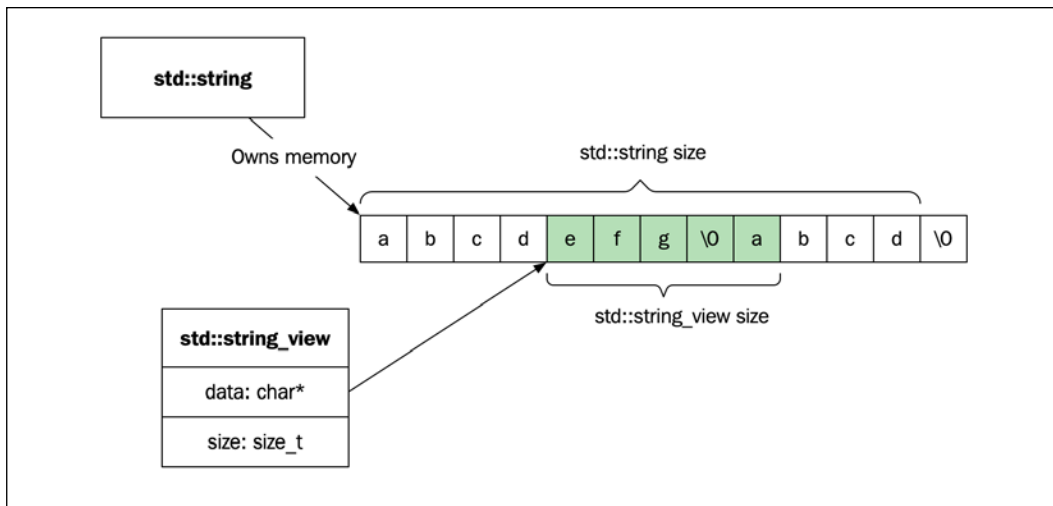 std::string
Owns memory
std::string size
a b c d e f g \0 a b c d \0
std::string_view size
std::string_view
data: char*
size: size_t